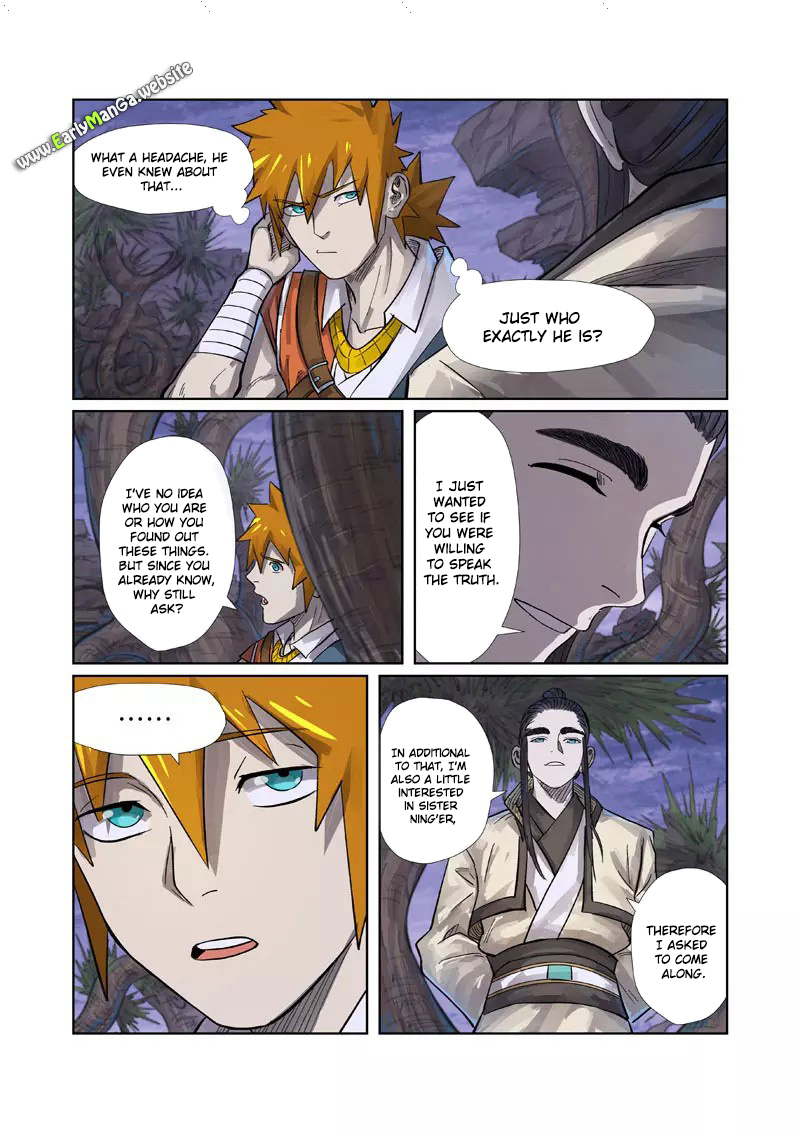 www.EarlyManGa.website
WHAT A HEADACHE, HE
EVEN KNEW ABOUT
THAT...
JUST WHO
EXACTLY HE IS?
I'VE NO IDEA
WHO YOU ARE
OR HOW YOU
FOUND OUT
THESE THINGS.
BUT SINCE YOU
ALREADY KNOW,
WHY STILL
ASK?
I JUST
WANTED
TO SEE IF
YOU WERE
WILLING
TO SPEAK
THE TRUTH.
......
IN ADDITIONAL
TO THAT, I'M
ALSO A LITTLE
INTERESTED
IN SISTER
NING'ER,
THEREFORE
I ASKED
TO COME
ALONG.